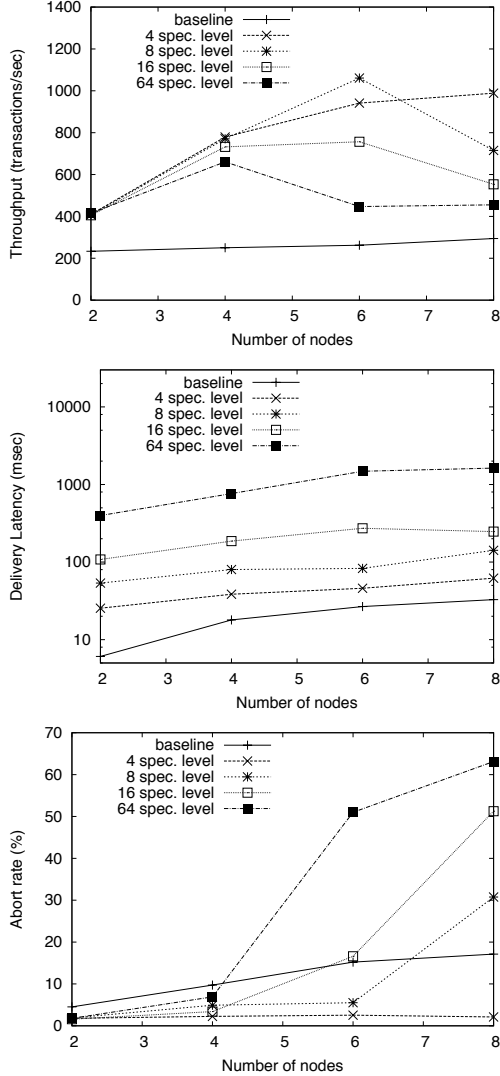 1400
1200
1000
800
600
400
200
0
Throughput (transactions/sec)
baseline
4 spec. level
8 spec. level
16 spec. level
64 spec. level
2 3 4 5 6 7 8
Number of nodes
10000
1000
100
10
Delivery Latency (msec)
baseline
4 spec. level
8 spec. level
16 spec. level
64 spec. level
2 3 4 5 6 7 8
Number of nodes
70
60
50
40
30
20
10
0
Abort rate (%)
baseline
4 spec. level
8 spec. level
16 spec. level
64 spec. level
2 3 4 5 6 7 8
Number of nodes